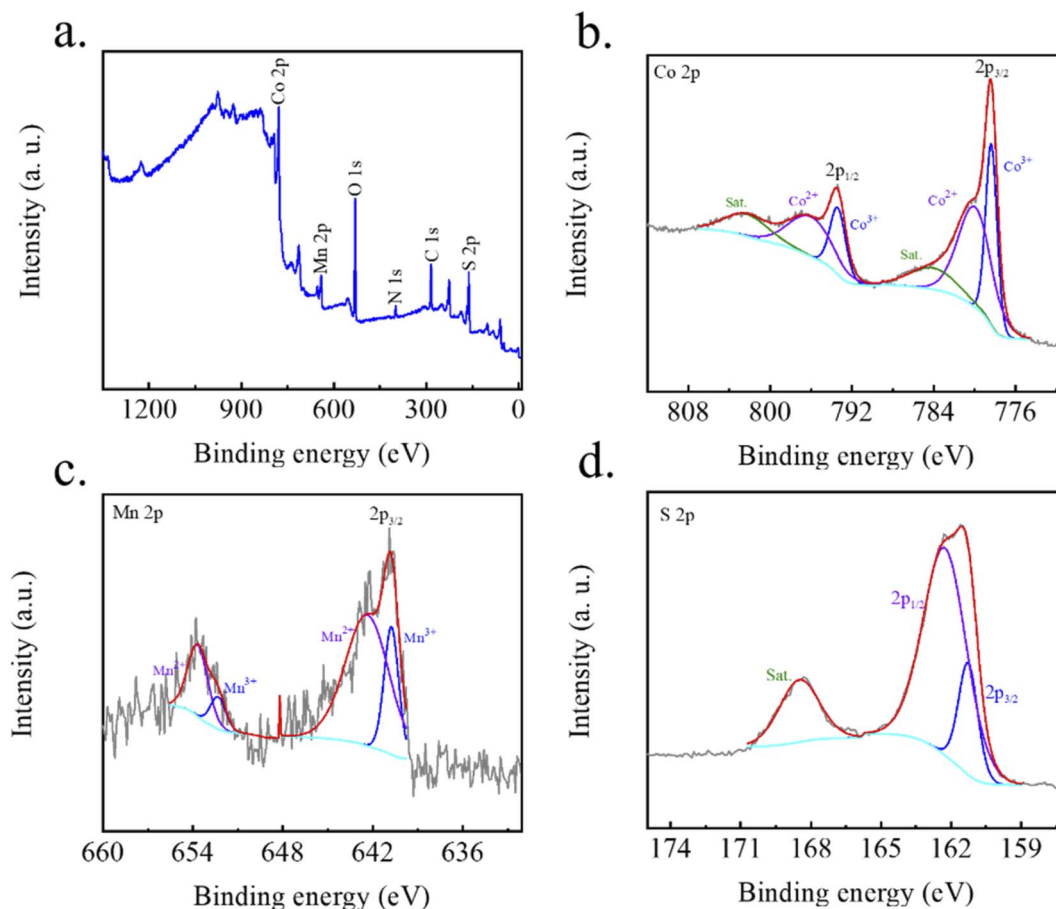 a.
Intensity (a. u.)
Co 2p
Mn 2p
O 1s
N 1s
C 1s
S 2p
1200 900 600 300 0
Binding energy (eV)
b.
Intensity (a. u.)
Co 2p
2p3/2
Co3+
2p1/2
Co2+
Sat.
Co2+
Co3+
Sat.
808 800 792 784 776
Binding energy (eV)
c.
Intensity (a.u.)
Mn 2p
2p3/2
Mn2+
Mn3+
Mn2+
Mn3+
660 654 648 642 636
Binding energy (eV)
d.
Intensity (a. u.)
S 2p
2p1/2
Sat.
2p3/2
174 171 168 165 162 159
Binding energy (eV)